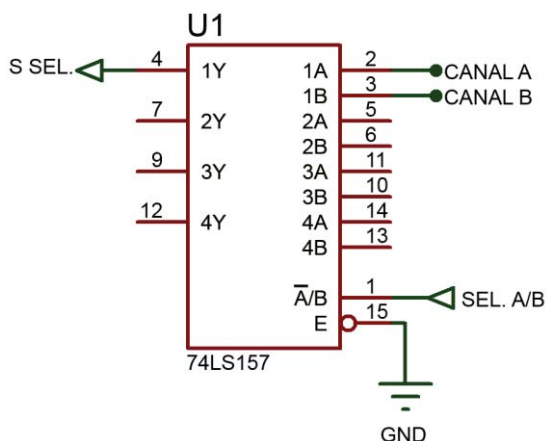 U1
S SEL.
4
1Y
1A
2
CANAL A
1B
3
CANAL B
7
2Y
2A
5
2B
6
9
3Y
3A
11
3B
10
12
4Y
4A
14
4B
13
A̅/B
1
SEL. A/B
E
15
74LS157
GND